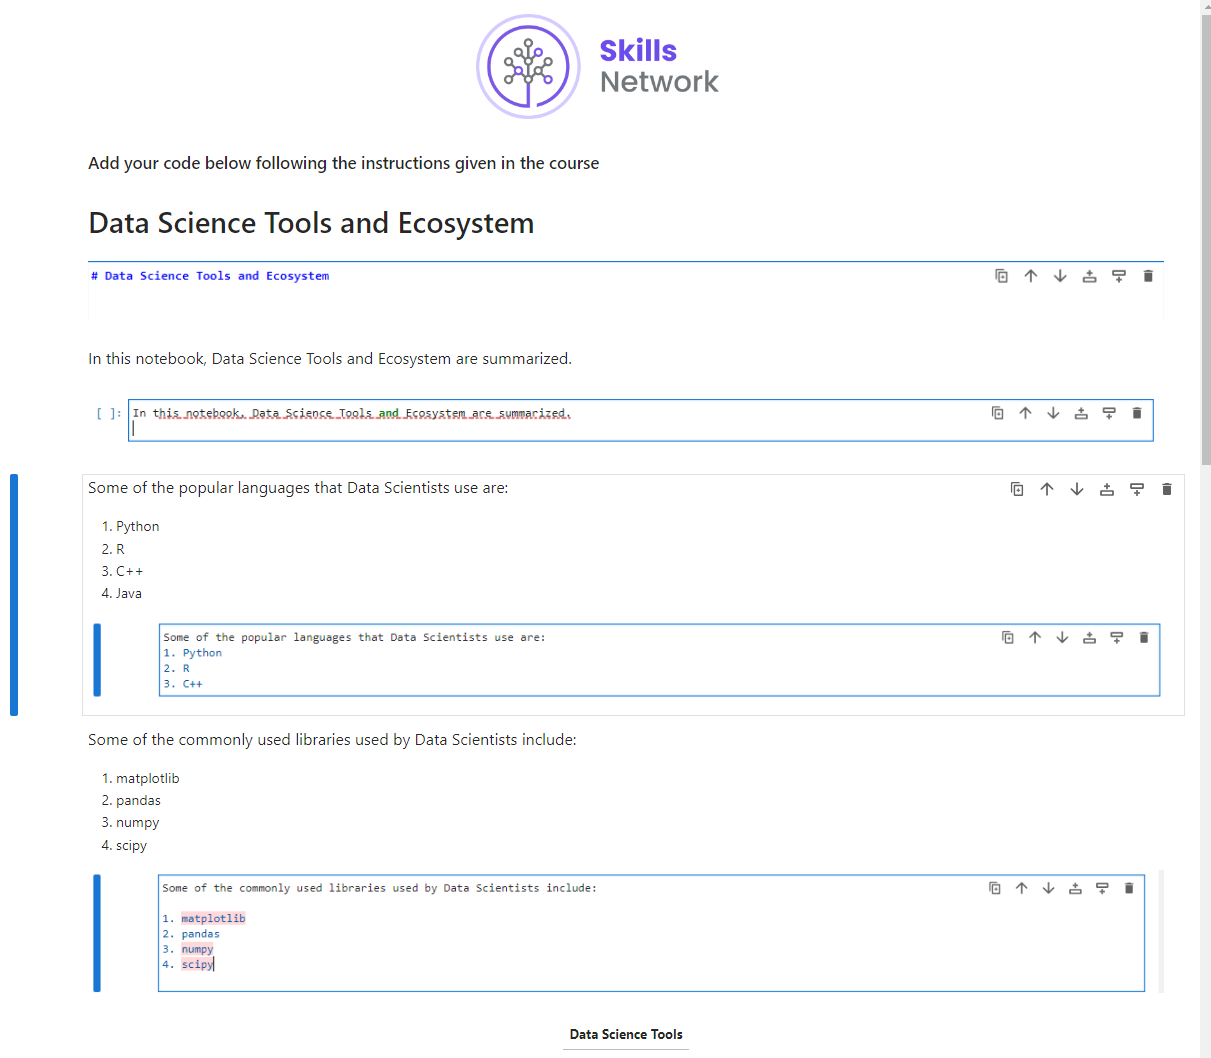 Skills
Network
Add your code below following the instructions given in the course
Data Science Tools and Ecosystem
# Data Science Tools and Ecosystem
In this notebook, Data Science Tools and Ecosystem are summarized.
[ ]: In this notebook, Data Science Tools and Ecosystem are summarized.
Some of the popular languages that Data Scientists use are:
1. Python
2. R
3. C++
4. Java
Some of the popular languages that Data Scientists use are:
1. Python
2. R
3. C++
Some of the commonly used libraries used by Data Scientists include:
1. matplotlib
2. pandas
3. numpy
4. scipy
Some of the commonly used libraries used by Data Scientists include:
1. matplotlib
2. pandas
3. numpy
4. scipy
Data Science Tools